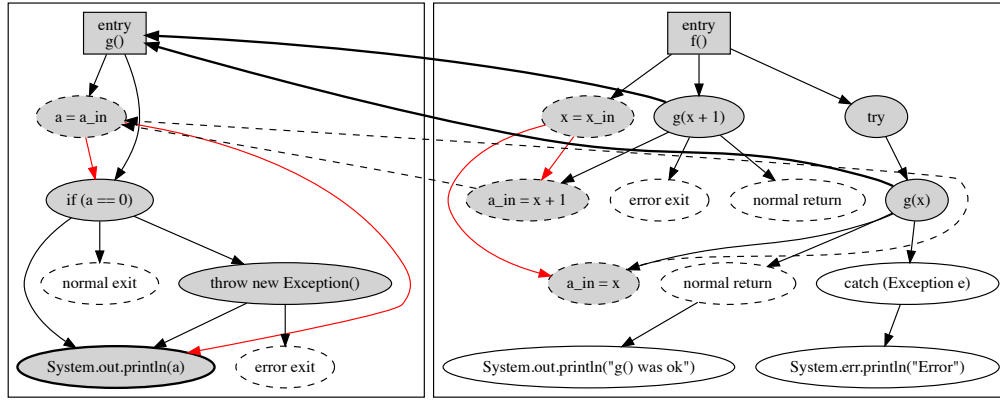 entry
g()
a = a_in
if (a == 0)
normal exit
throw new Exception()
System.out.println(a)
error exit
entry
f()
x = x_in
g(x + 1)
try
a_in = x + 1
error exit
normal return
g(x)
a_in = x
normal return
catch (Exception e)
System.out.println("g() was ok")
System.err.println("Error")